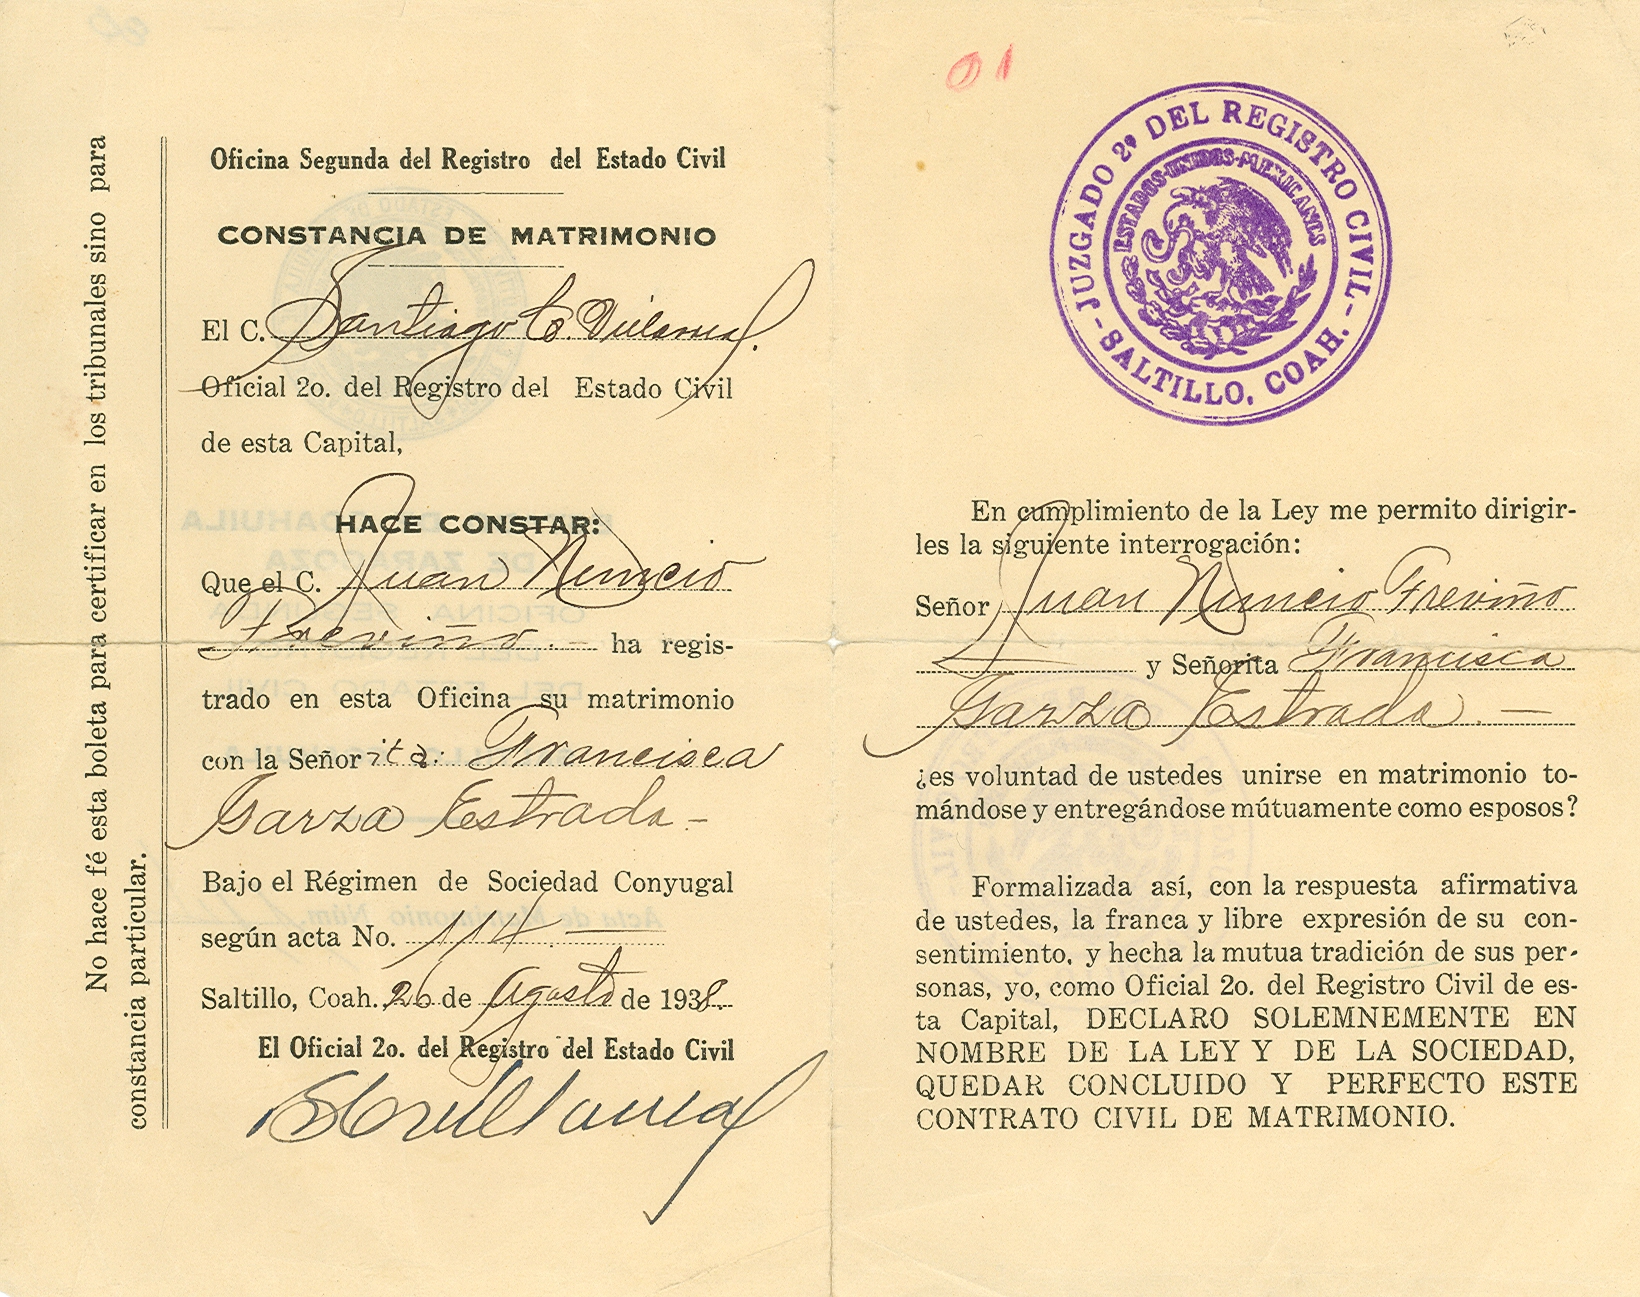 No hace fé esta boleta para certificar en los tribunales sino para
constancia particular.
Oficina Segunda del Registro del Estado Civil
CONSTANCIA DE MATRIMONIO
El C. Santiago C. Villarreal.
Oficial 2o. del Registro del Estado Civil
de esta Capital,
HACE CONSTAR:
Que el C. Juan Nuncio
Treviño.- ha regis-
trado en esta Oficina su matrimonio
con la Señorita: Francisca
Garza Estrada-
Bajo el Régimen de Sociedad Conyugal
según acta No. 114.-
Saltillo, Coah. 26 de Agosto de 1938.
El Oficial 2o. del Registro del Estado Civil
01
JUZGADO 2º DEL REGISTRO CIVIL.
-SALTILLO, COAH.-
ESTADOS-UNIDOS-MEXICANOS
En cumplimiento de la Ley me permito dirigir-
les la siguiente interrogación:
Señor Juan Nuncio Treviño
y Señorita Francisca
Garza Estrada.-
¿es voluntad de ustedes unirse en matrimonio to-
mándose y entregándose mútuamente como esposos?
Formalizada así, con la respuesta afirmativa
de ustedes, la franca y libre expresión de su con-
sentimiento, y hecha la mutua tradición de sus per-
sonas, yo, como Oficial 2o. del Registro Civil de es-
ta Capital, DECLARO SOLEMNEMENTE EN
NOMBRE DE LA LEY Y DE LA SOCIEDAD,
QUEDAR CONCLUIDO Y PERFECTO ESTE
CONTRATO CIVIL DE MATRIMONIO.